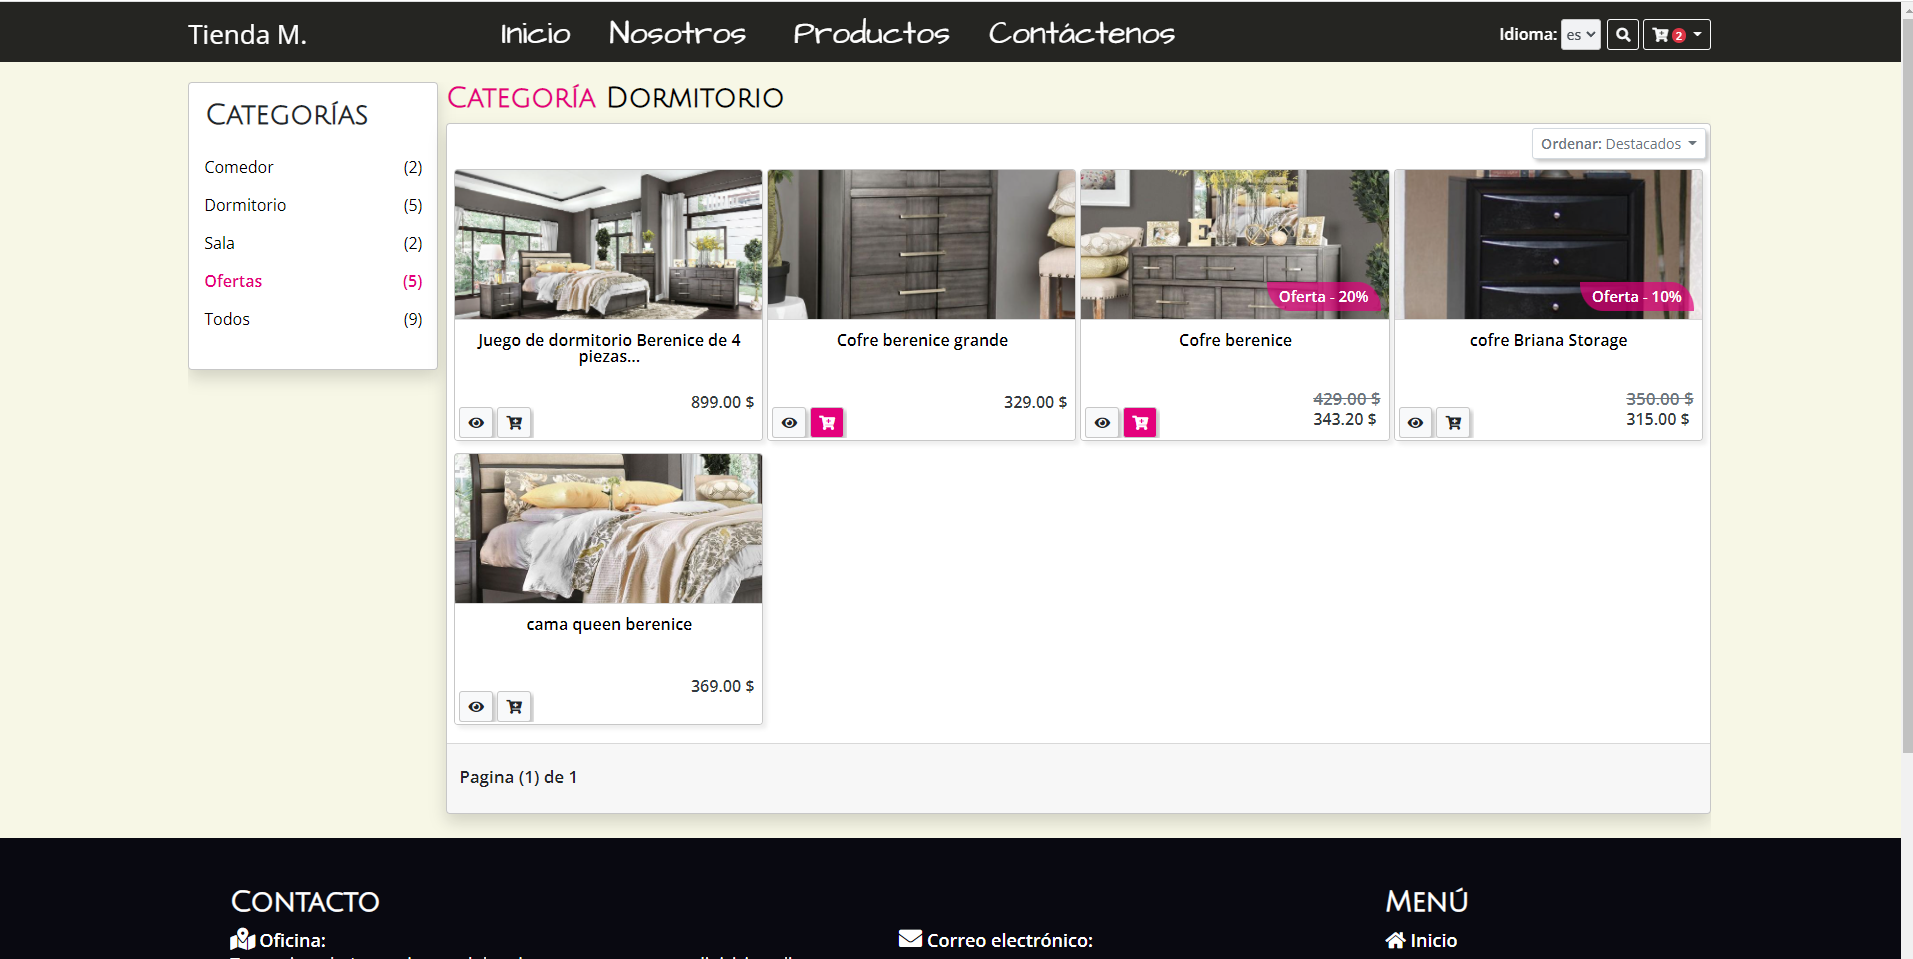 Tienda M.
Inicio
Nosotros
Productos
Contáctenos
Idioma: es
2
Categorías
Comedor (2)
Dormitorio (5)
Sala (2)
Ofertas (5)
Todos (9)
Categoría Dormitorio
Ordenar: Destacados
Juego de dormitorio Berenice de 4
piezas...
899.00 $
Cofre berenice grande
329.00 $
E
Oferta - 20%
Cofre berenice
429.00 $
343.20 $
Oferta - 10%
cofre Briana Storage
350.00 $
315.00 $
cama queen berenice
369.00 $
Pagina (1) de 1
Contacto
Oficina:
Correo electrónico:
Menú
Inicio